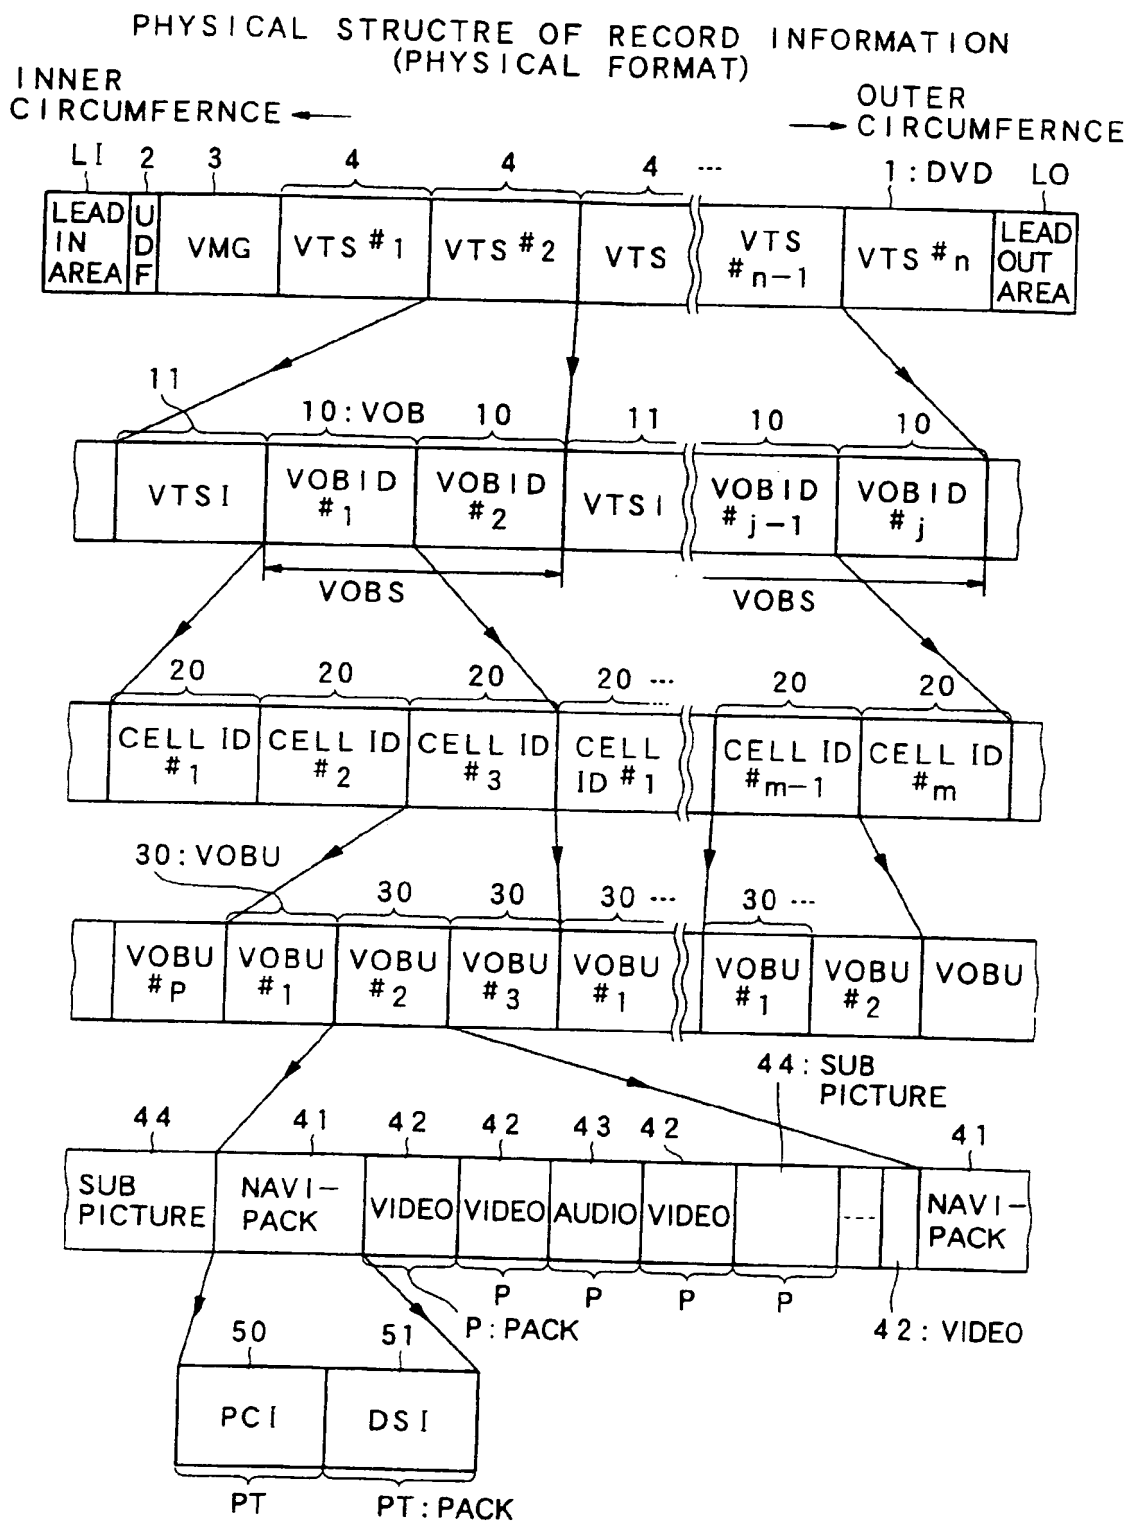 PHYSICAL STRUCTRE OF RECORD INFORMATION
(PHYSICAL FORMAT)
INNER
CIRCUMFERNCE
OUTER
CIRCUMFERNCE
LI 2 3 4 4 4 ... 1:DVD LO
LEAD IN AREA
UDF
VMG
VTS #1
VTS #2
VTS
VTS #n-1
VTS #n
LEAD OUT AREA
11 10:VOB 10 11 10 10
VTSI
VOBID #1
VOBID #2
VTSI
VOBID #j-1
VOBID #j
VOBS
VOBS
20 20 20 20 ... 20 20
CELL ID #1
CELL ID #2
CELL ID #3
CELL ID #1
CELL ID #m-1
CELL ID #m
30:VOBU 30 30 30 ... 30 ...
VOBU #P
VOBU #1
VOBU #2
VOBU #3
VOBU #1
VOBU #1
VOBU #2
VOBU
44:SUB PICTURE
44 41 42 42 43 42 41
SUB PICTURE
NAVI-PACK
VIDEO
VIDEO
AUDIO
VIDEO
----
NAVI-PACK
P P P P
P:PACK
42:VIDEO
50 51
PCI
DSI
PT
PT:PACK